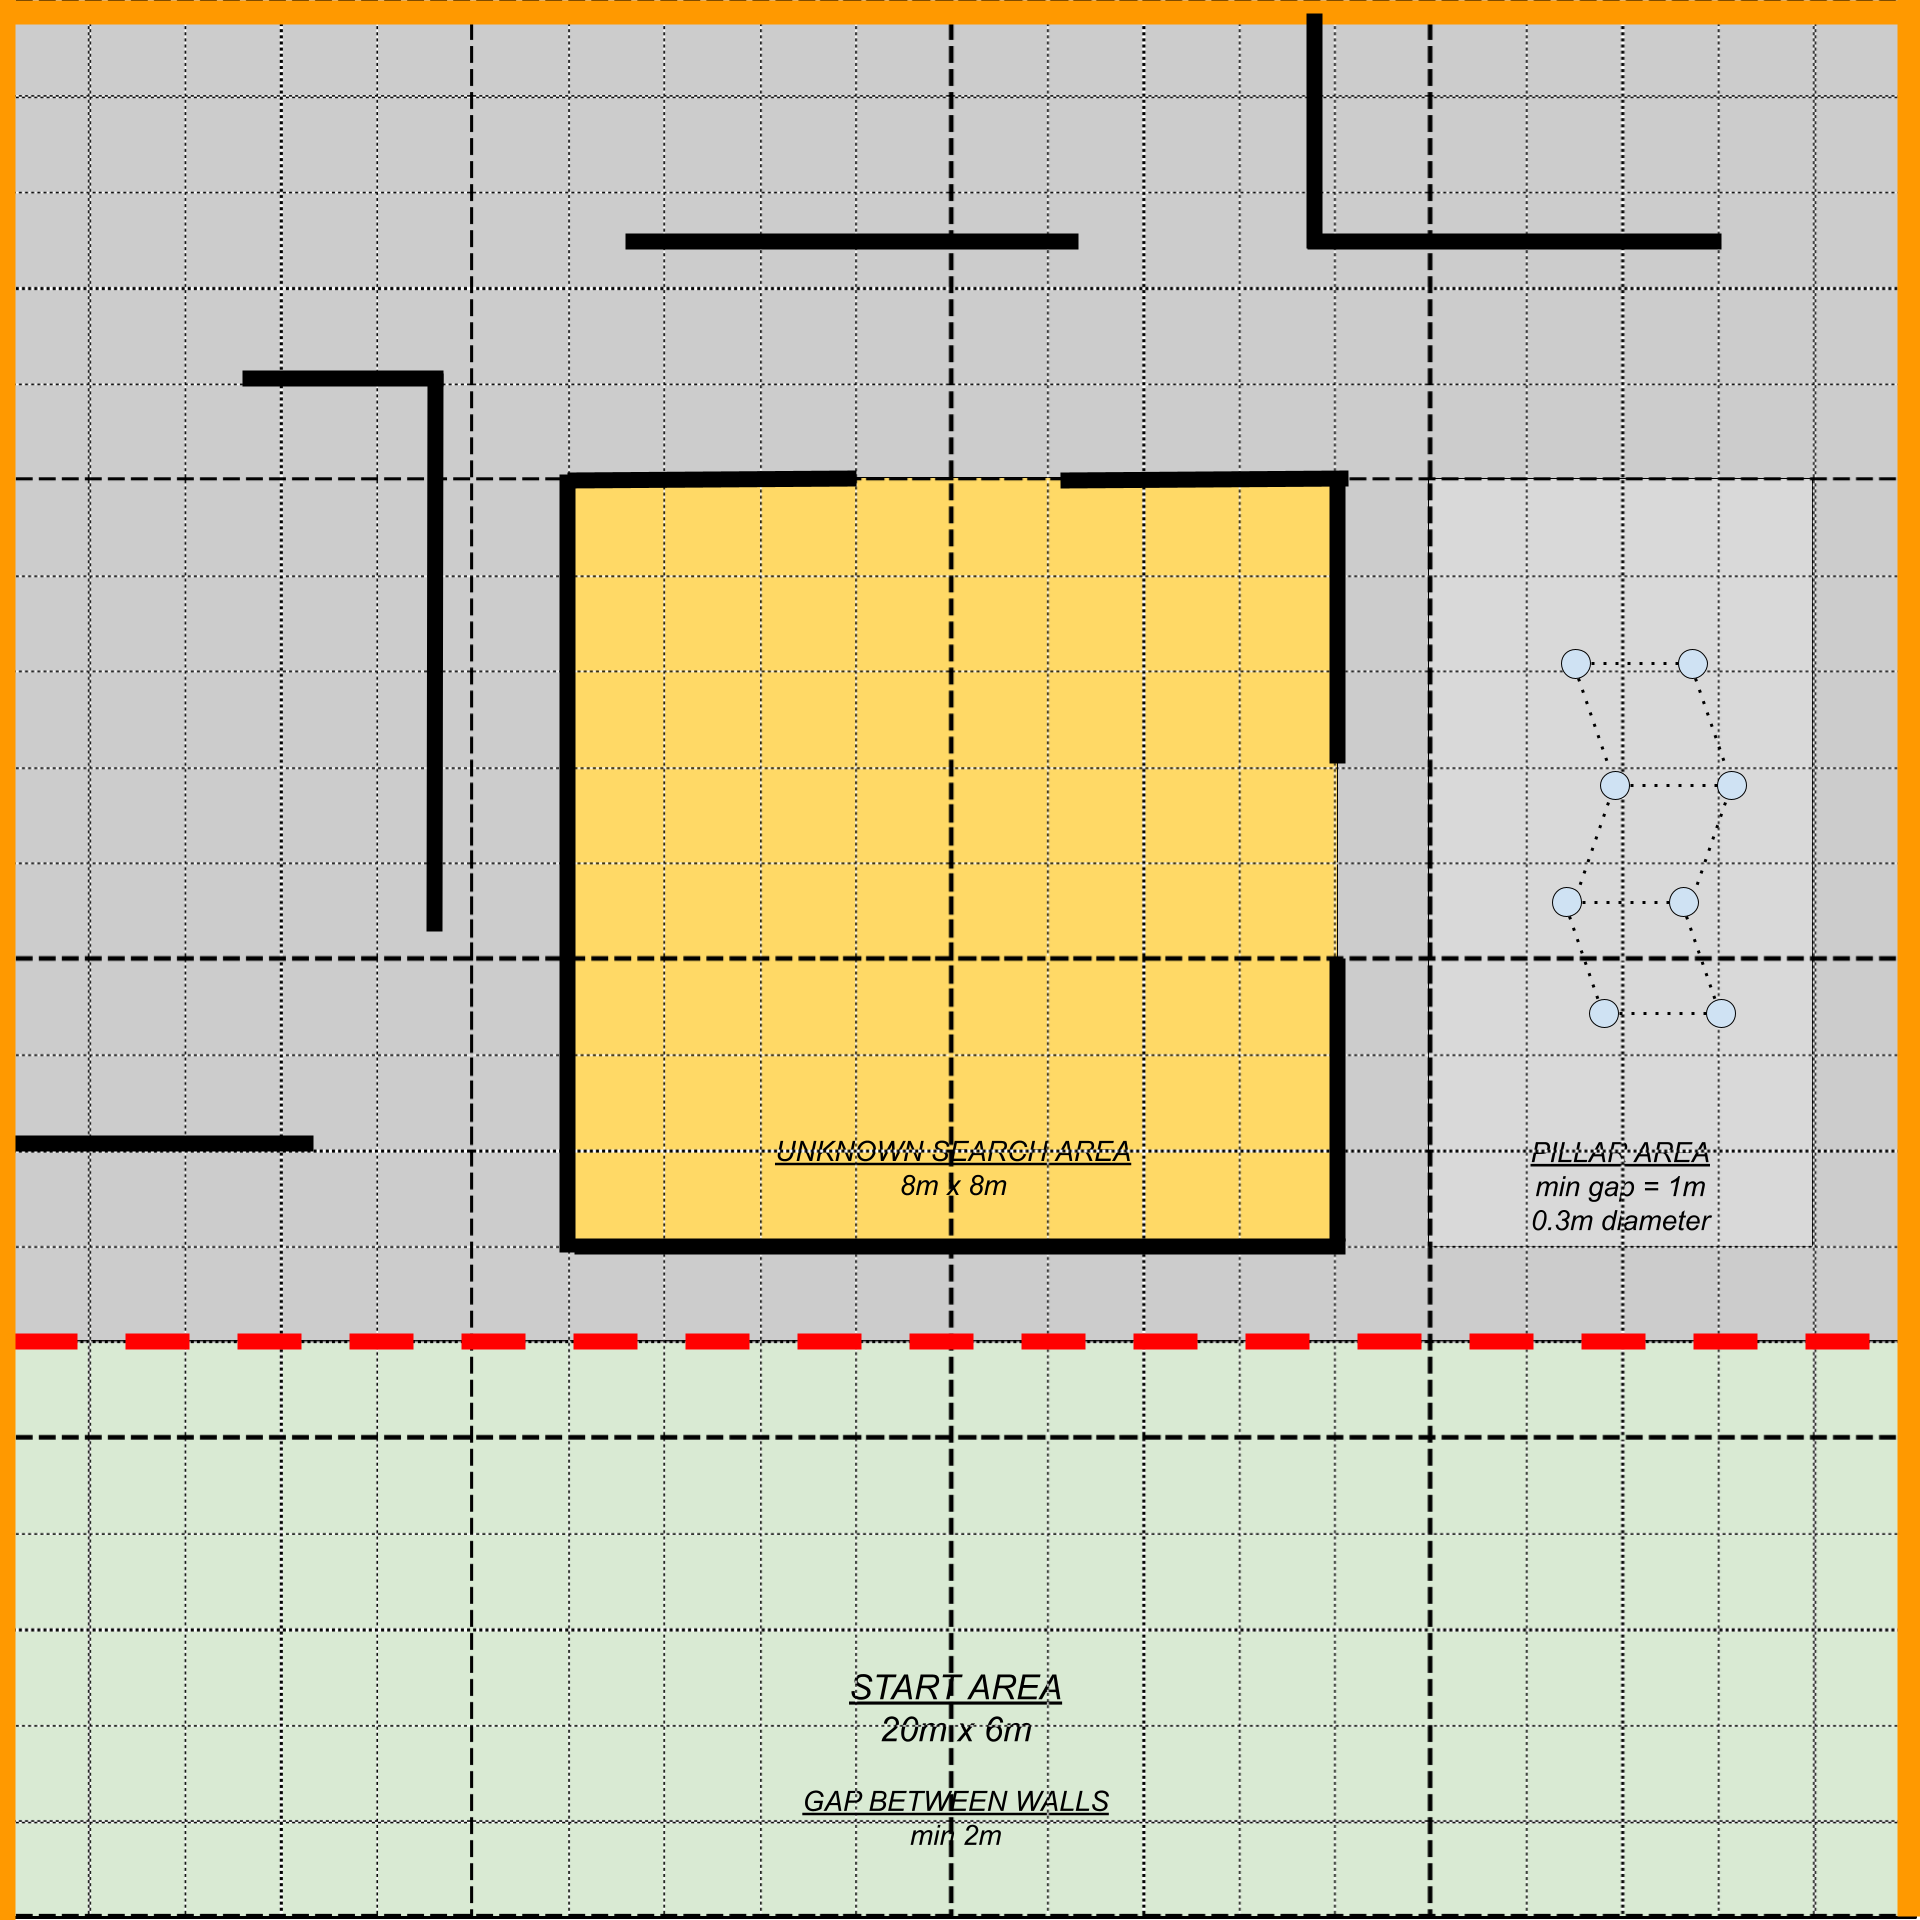 UNKNOWN SEARCH AREA
8m x 8m
PILLAR AREA
min gap = 1m
0.3m diameter
START AREA
20m x 6m
GAP BETWEEN WALLS
min 2m